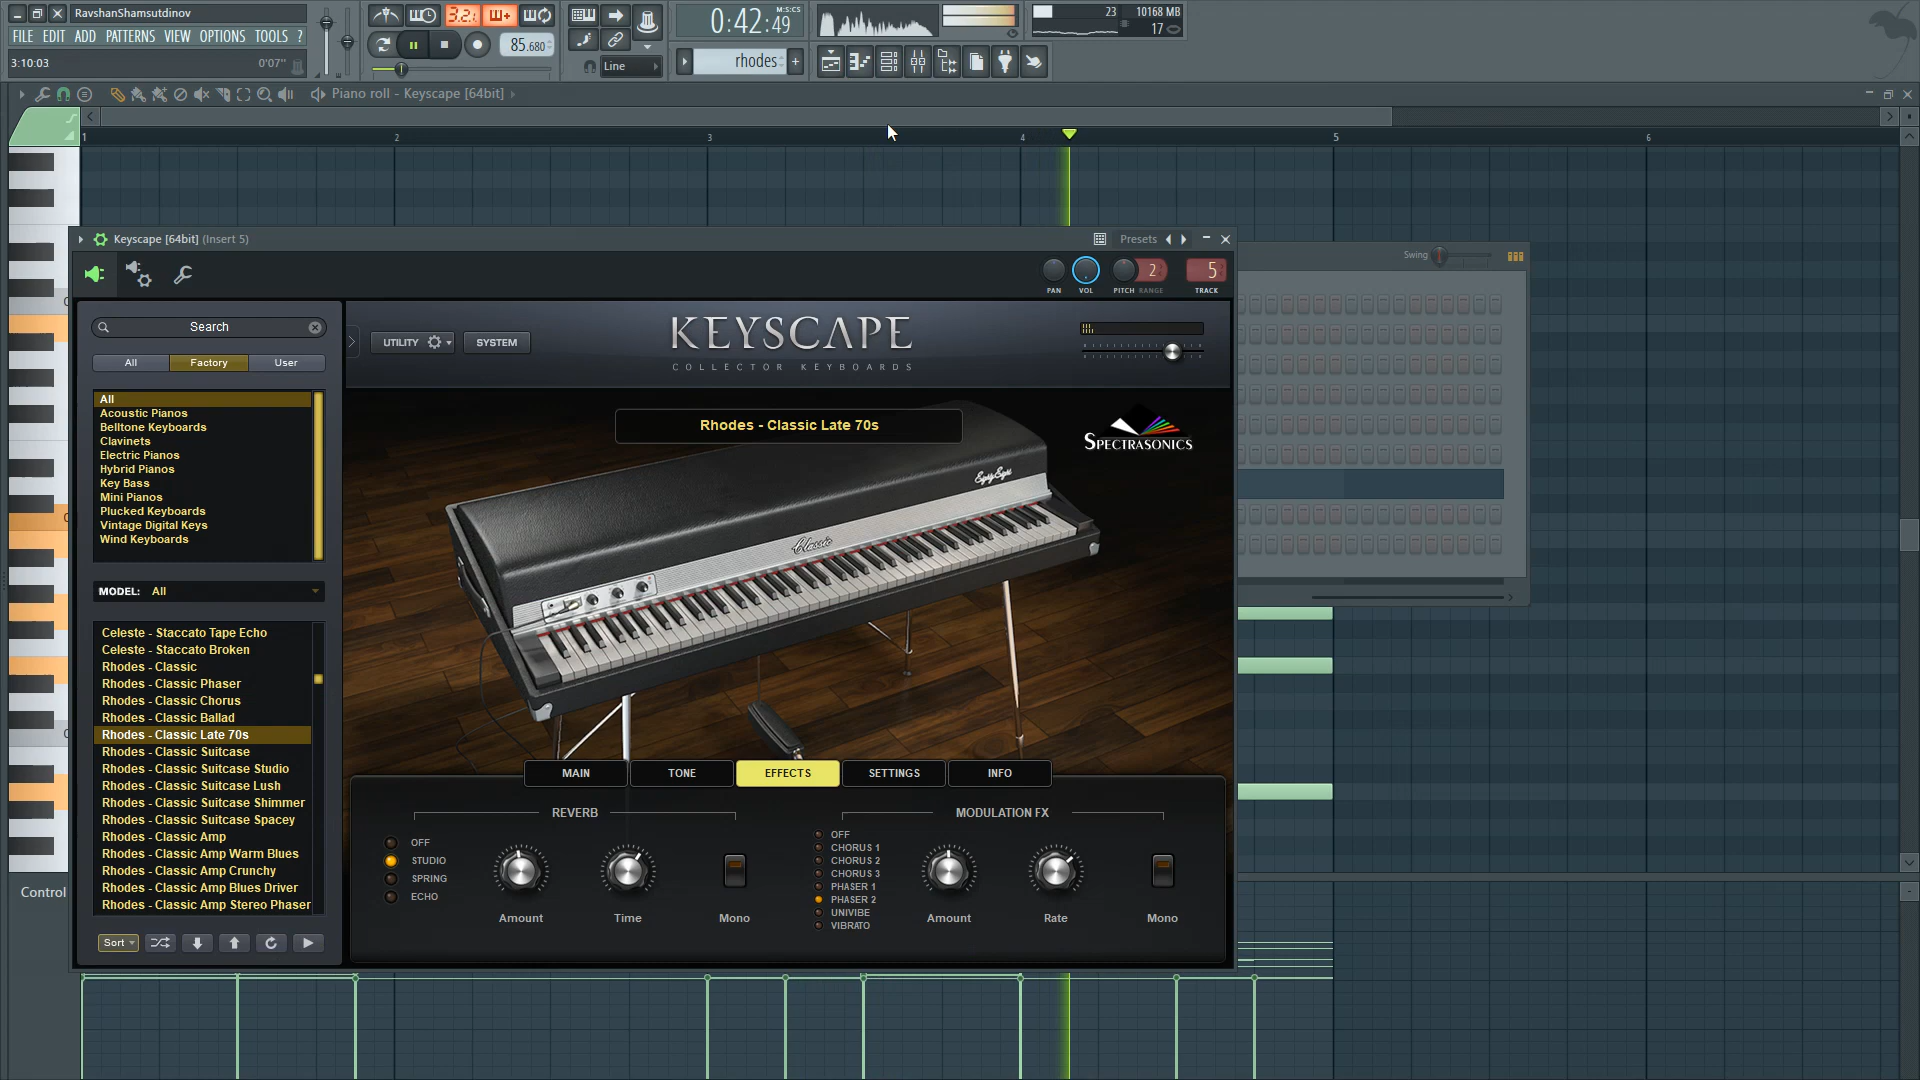 RavshanShamsutdinov
FILE EDIT ADD PATTERNS VIEW OPTIONS TOOLS ?
3:10:03 0'07"
3.2.
85.680
Line
0:42:49 M:S:CS
rhodes
23 10168 MB
17
Piano roll - Keyscape [64bit]
1 2 3 4 5 6
Keyscape [64bit] (Insert 5)
Presets
2 5
PAN VOL PITCH RANGE TRACK
Swing
Search
All Factory User
All
Acoustic Pianos
Belltone Keyboards
Clavinets
Electric Pianos
Hybrid Pianos
Key Bass
Mini Pianos
Plucked Keyboards
Vintage Digital Keys
Wind Keyboards
MODEL: All
Celeste - Staccato Tape Echo
Celeste - Staccato Broken
Rhodes - Classic
Rhodes - Classic Phaser
Rhodes - Classic Chorus
Rhodes - Classic Ballad
Rhodes - Classic Late 70s
Rhodes - Classic Suitcase
Rhodes - Classic Suitcase Studio
Rhodes - Classic Suitcase Lush
Rhodes - Classic Suitcase Shimmer
Rhodes - Classic Suitcase Spacey
Rhodes - Classic Amp
Rhodes - Classic Amp Warm Blues
Rhodes - Classic Amp Crunchy
Rhodes - Classic Amp Blues Driver
Rhodes - Classic Amp Stereo Phaser
Sort
UTILITY SYSTEM
KEYSCAPE
COLLECTOR KEYBOARDS
Rhodes - Classic Late 70s
SPECTRASONICS
Classic
MAIN TONE EFFECTS SETTINGS INFO
REVERB
OFF
STUDIO
SPRING
ECHO
Amount Time Mono
MODULATION FX
OFF
CHORUS 1
CHORUS 2
CHORUS 3
PHASER 1
PHASER 2
UNIVIBE
VIBRATO
Amount Rate Mono
Control